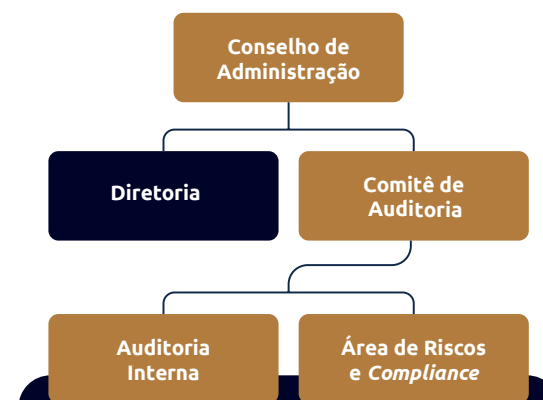 Conselho de
Administração
Diretoria
Comitê de
Auditoria
Auditoria
Interna
Área de Riscos
e Compliance